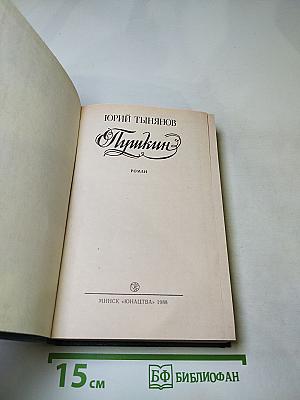 ЮРИЙ ТЫНЯНОВ
Пушкин
РОМАН
МИНСК «ЮНАЦТВА» 1988
15 см
БФ БИБЛИОФАН